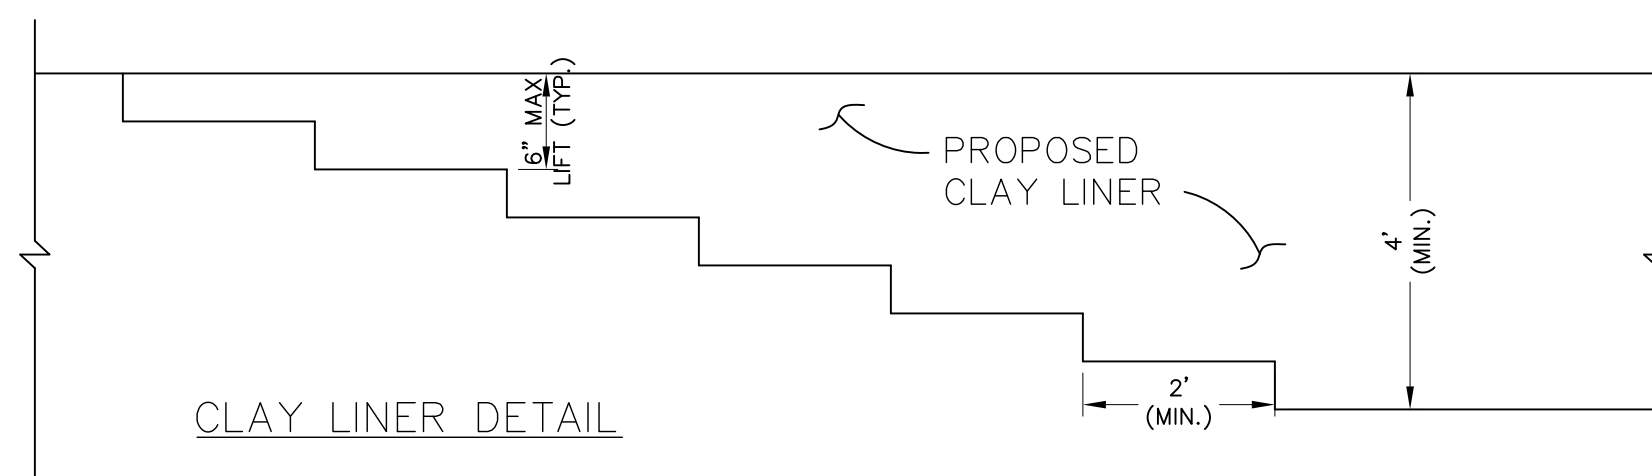 6" MAX
LIFT (TYP.)
PROPOSED
CLAY LINER
4'
(MIN.)
2'
(MIN.)
CLAY LINER DETAIL